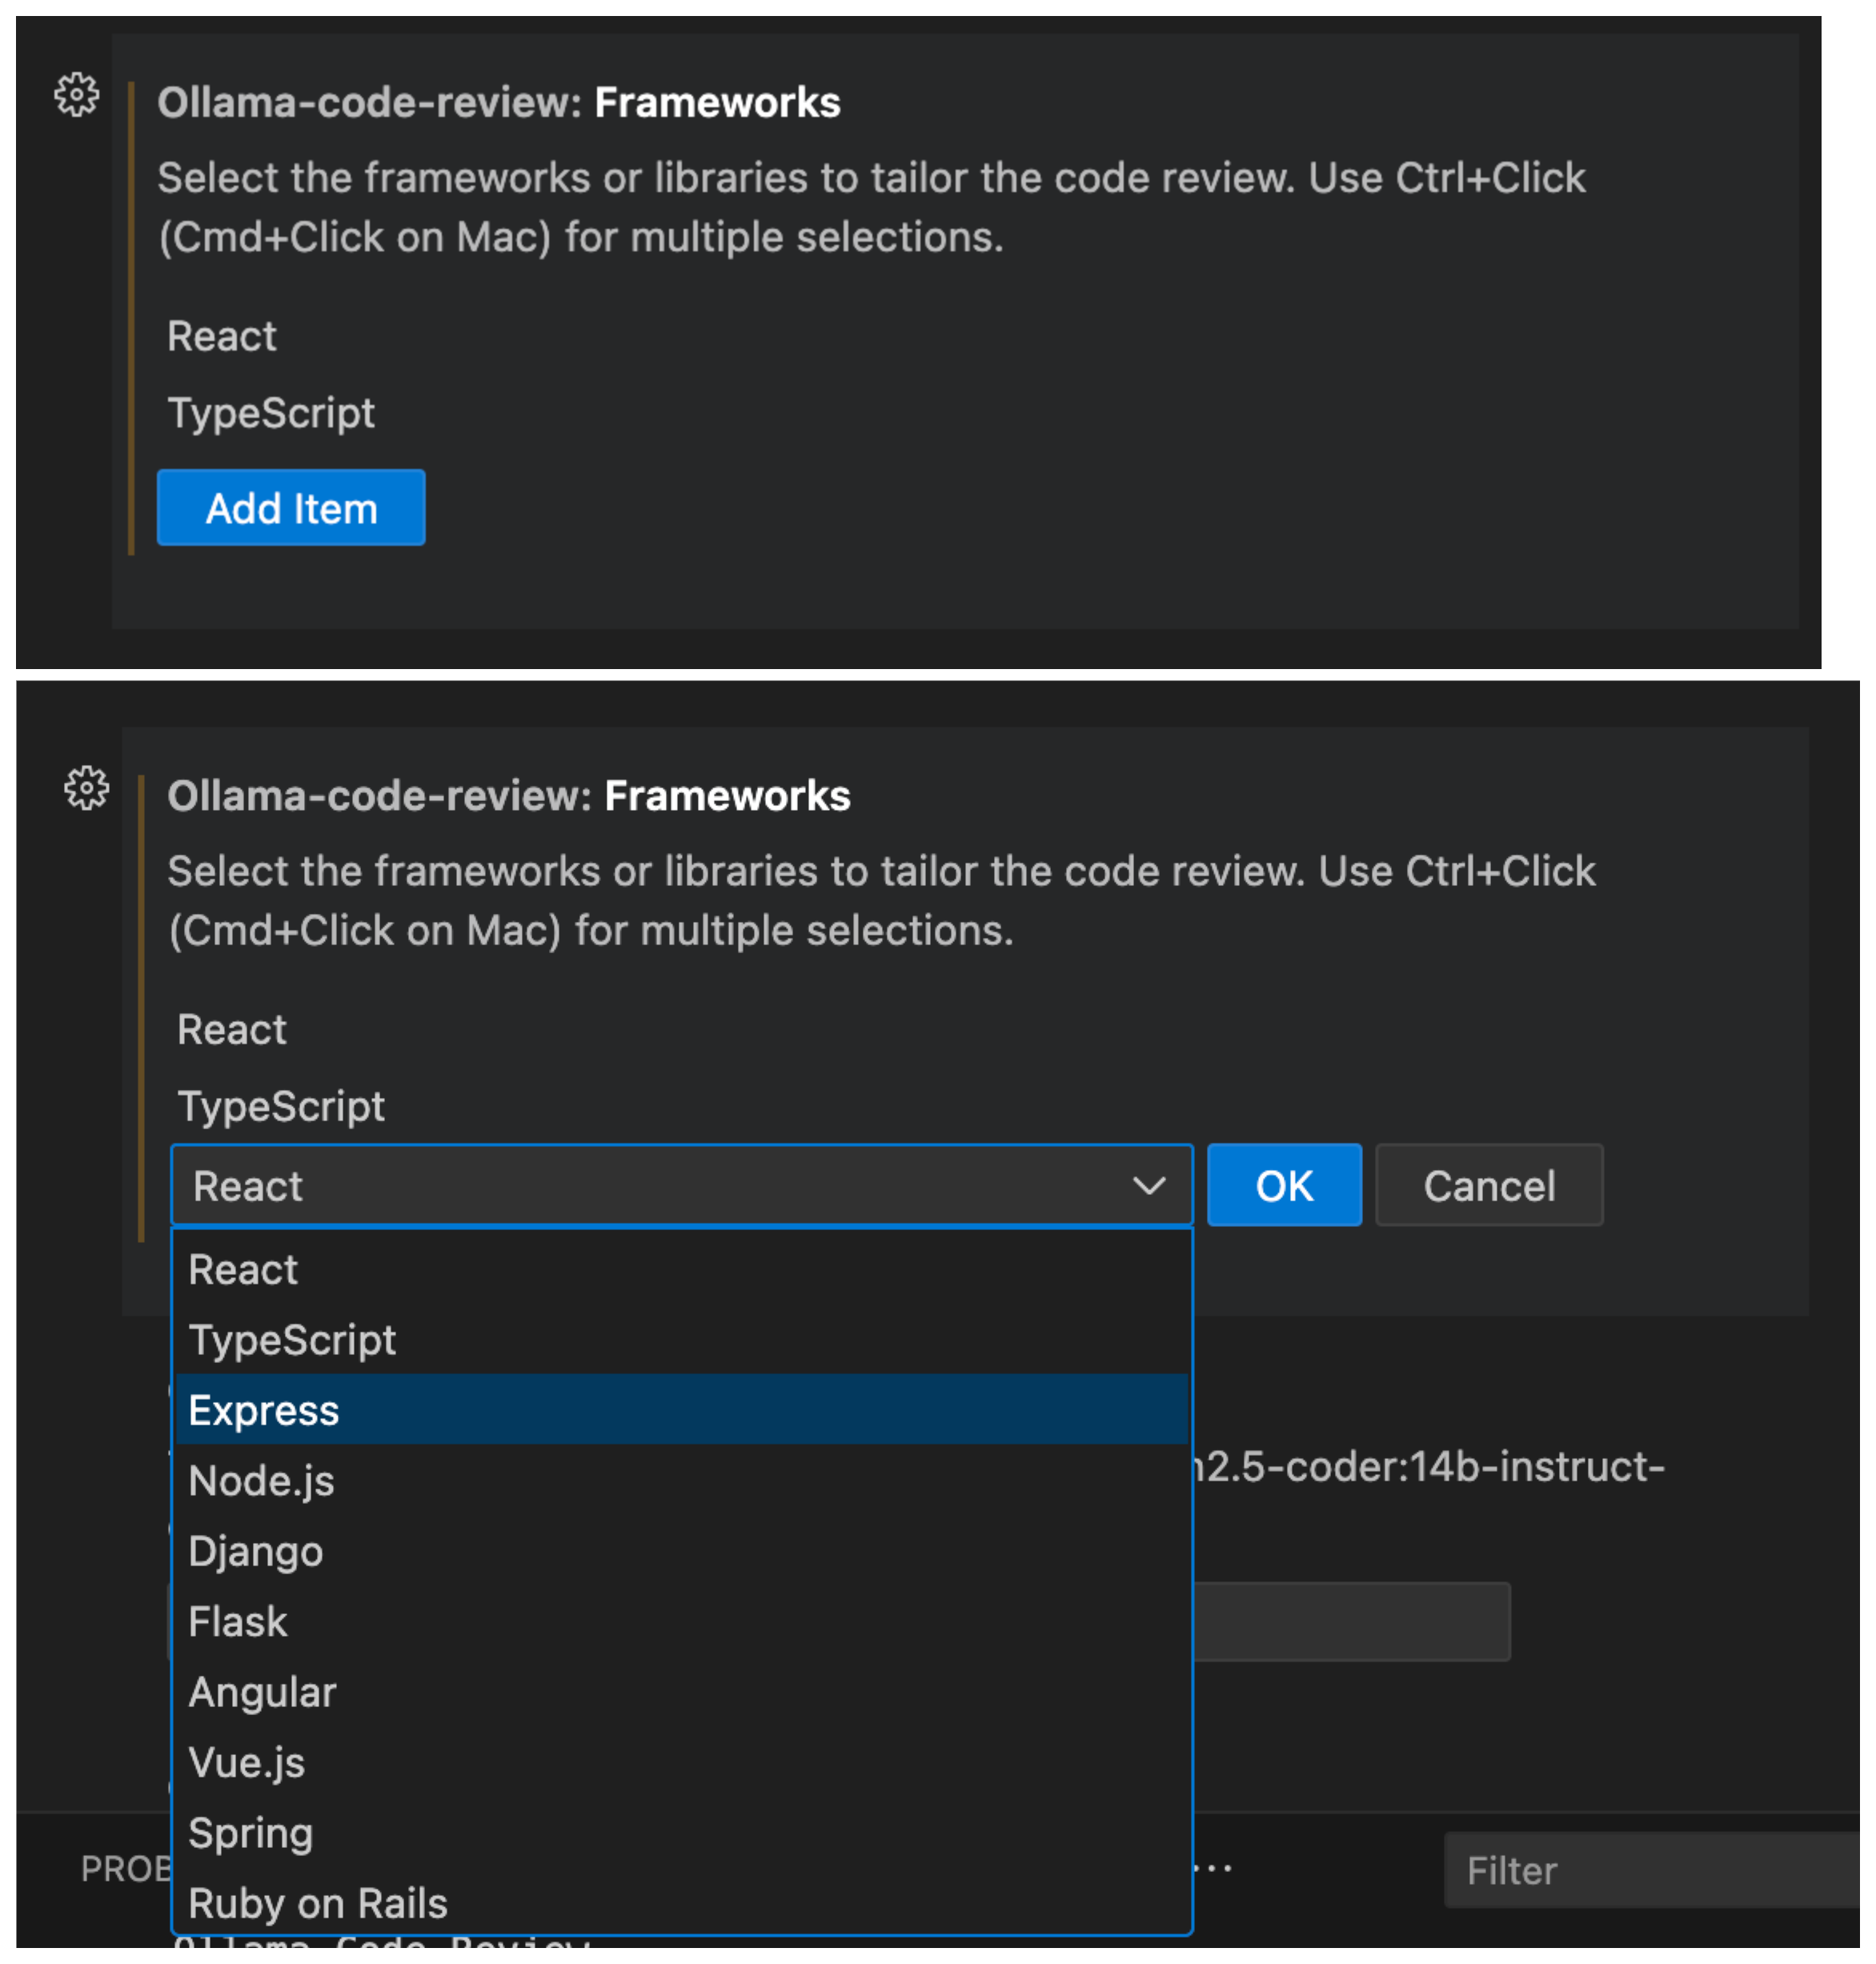 Ollama-code-review: Frameworks
Select the frameworks or libraries to tailor the code review. Use Ctrl+Click
(Cmd+Click on Mac) for multiple selections.
React
TypeScript
Add Item
Ollama-code-review: Frameworks
Select the frameworks or libraries to tailor the code review. Use Ctrl+Click
(Cmd+Click on Mac) for multiple selections.
React
TypeScript
React OK Cancel
React
TypeScript
Express
Node.js
2.5-coder:14b-instruct-
Django
Flask
Angular
Vue.js
Spring
PROB ... Filter
Ruby on Rails
Ollama Code Review